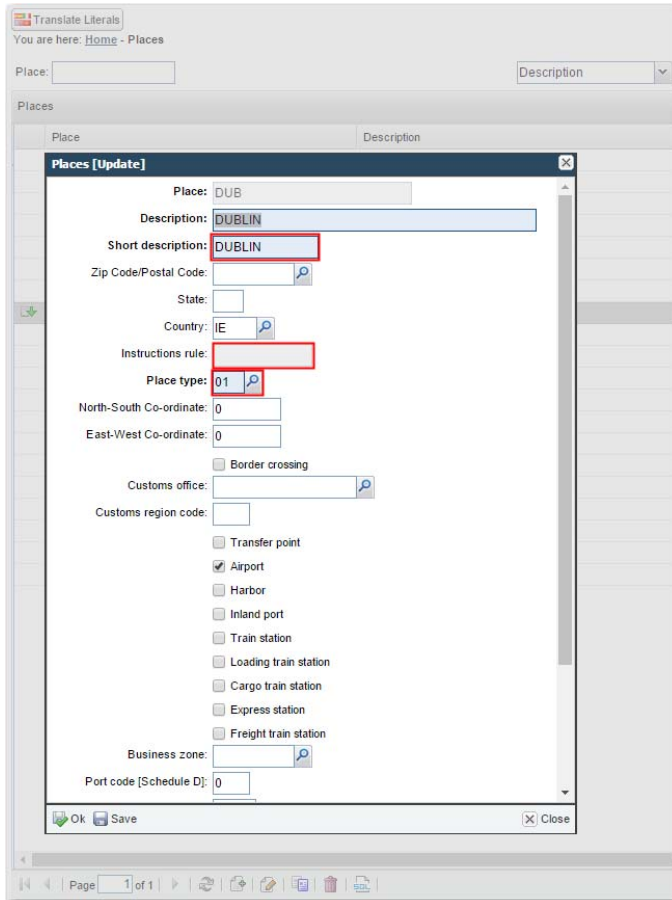 Translate Literals
You are here: Home - Places
Place: Description
Places
Place Description
Places [Update]
Place: DUB
Description: DUBLIN
Short description: DUBLIN
Zip Code/Postal Code:
State:
Country: IE
Instructions rule:
Place type: 01
North-South Co-ordinate: 0
East-West Co-ordinate: 0
Border crossing
Customs office:
Customs region code:
Transfer point
Airport
Harbor
Inland port
Train station
Loading train station
Cargo train station
Express station
Freight train station
Business zone:
Port code [Schedule D]: 0
Ok Save Close
Page 1 of 1 SQL